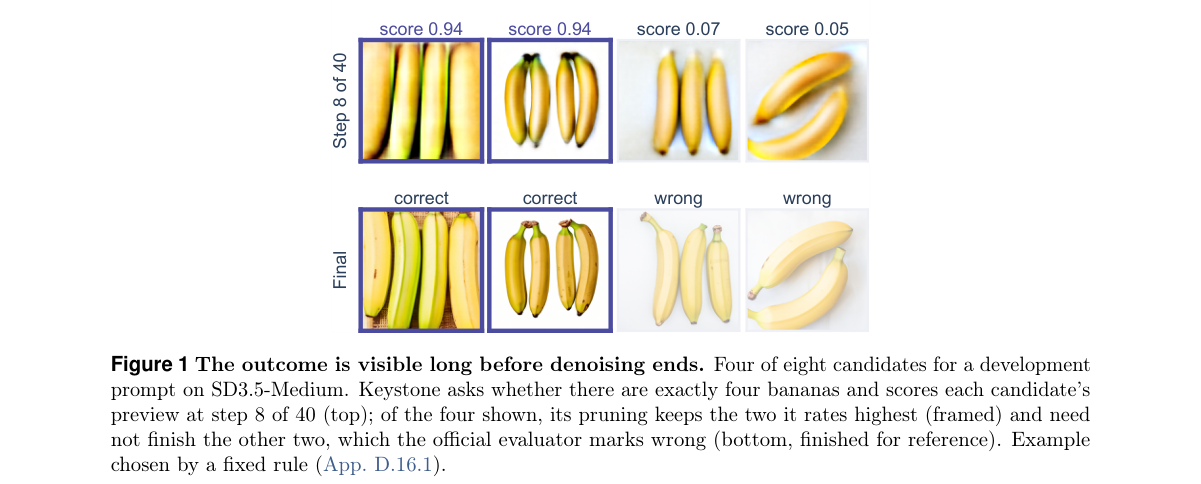 score 0.94 score 0.94 score 0.07 score 0.05
Step 8 of 40
correct correct wrong wrong
Final
Figure 1 The outcome is visible long before denoising ends. Four of eight candidates for a development
prompt on SD3.5-Medium. Keystone asks whether there are exactly four bananas and scores each candidate's
preview at step 8 of 40 (top); of the four shown, its pruning keeps the two it rates highest (framed) and need
not finish the other two, which the official evaluator marks wrong (bottom, finished for reference). Example
chosen by a fixed rule (App. D.16.1).